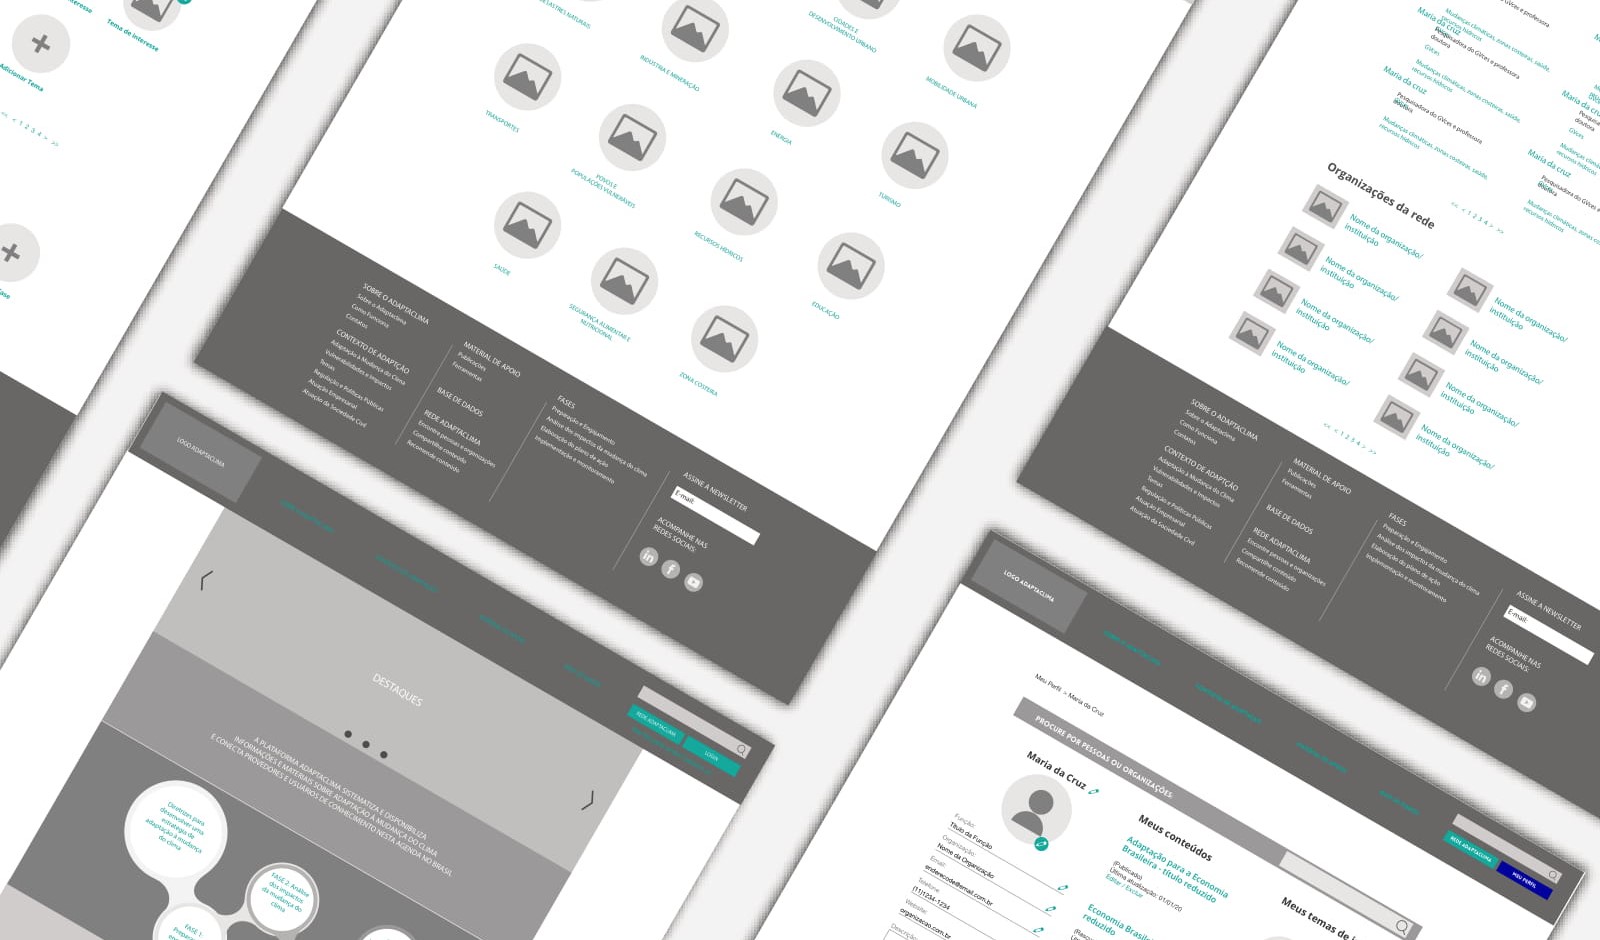 Tema de Interesse
Adicionar Tema
<< < 1 2 3 4 > >>
DESASTRES NATURAIS
INDÚSTRIA E MINERAÇÃO
CIDADES E
DESENVOLVIMENTO URBANO
MOBILIDADE URBANA
TRANSPORTES
POVOS E
POPULAÇÕES VULNERÁVEIS
ENERGIA
TURISMO
SAÚDE
SEGURANÇA ALIMENTAR E
NUTRICIONAL
RECURSOS HÍDRICOS
EDUCAÇÃO
ZONA COSTEIRA
SOBRE O ADAPTACLIMA
Sobre o Adaptaclima
Como Funciona
Contatos
CONTEXTO DE ADAPTÇÃO
Adaptação à Mudança do Clima
Vulnerabilidades e Impactos
Temas
Regulação e Políticas Públicas
Atuação Empresarial
Atuação da Sociedade Civil
MATERIAL DE APOIO
Publicações
Ferramentas
BASE DE DADOS
REDE ADAPTACLIMA
Encontre pessoas e organizações
Compartilhe conteúdo
Recomende conteúdo
FASES
Preparação e Engajamento
Análise dos impactos da mudança do clima
Elaboração do plano de ação
Implementação e monitoramento
ASSINE A NEWSLETTER
E-mail:
ACOMPANHE NAS
REDES SOCIAIS:
Maria da cruz
Mudanças climáticas, zonas costeiras, saúde,
recursos hídricos
Pesquisadora do GVces e professora
doutora
GVces
Mudanças climáticas, zonas costeiras, saúde,
recursos hídricos
Maria da cruz
Pesquisadora do GVces e professora
doutora
Mudanças climáticas, zonas costeiras, saúde,
recursos hídricos
<< < 1 2 3 4 > >>
Maria da cruz
GVces
Maria da cruz
Organizações da rede
Nome da organização/
instituição
Nome da organização/
instituição
Nome da organização/
instituição
Nome da organização/
instituição
Nome da organização/
instituição
Nome da organização/
instituição
Nome da organização/
instituição
Nome da organização/
instituição
<< < 1 2 3 4 > >>
SOBRE O ADAPTACLIMA
Sobre o Adaptaclima
Como Funciona
Contatos
CONTEXTO DE ADAPTÇÃO
Adaptação à Mudança do Clima
Vulnerabilidades e Impactos
Temas
Regulação e Políticas Públicas
Atuação Empresarial
Atuação da Sociedade Civil
MATERIAL DE APOIO
Publicações
Ferramentas
BASE DE DADOS
REDE ADAPTACLIMA
Encontre pessoas e organizações
Compartilhe conteúdo
Recomende conteúdo
FASES
Preparação e Engajamento
Análise dos impactos da mudança do clima
Elaboração do plano de ação
Implementação e monitoramento
ASSINE A NEWSLETTER
E-mail:
ACOMPANHE NAS
REDES SOCIAIS:
LOGO ADAPTACLIMA
REDE ADAPTACLIMA
LOGIN
DESTAQUES
A PLATAFORMA ADAPTACLIMA SISTEMATIZA E DISPONIBILIZA
INFORMAÇÕES E MATERIAIS SOBRE ADAPTAÇÃO À MUDANÇA DO CLIMA
E CONECTA PROVEDORES E USUÁRIOS DE CONHECIMENTO NESTA AGENDA NO BRASIL
Diretrizes para
desenvolver uma
estratégia de
adaptação à mudança
do clima
FASE 2: Análise
dos impactos
da mudança do
clima
FASE 1:
LOGO ADAPTACLIMA
REDE ADAPTACLIMA
MEU PERFIL
Meu Perfil > Maria da Cruz
PROCURE POR PESSOAS OU ORGANIZAÇÕES
Maria da Cruz
Função:
Título da Função
Organização:
Nome da Organização
Email:
enderecode@email.com.br
Telefone:
(11)1234-1234
Website:
organizacao.com.br
Descrição
Meus conteúdos
Adaptação para a Economia
Brasileira - título reduzido
(Publicado)
Última atualização: 01/01/20
Editar / Excluir
Economia Brasilei
reduzido
Meus temas de i